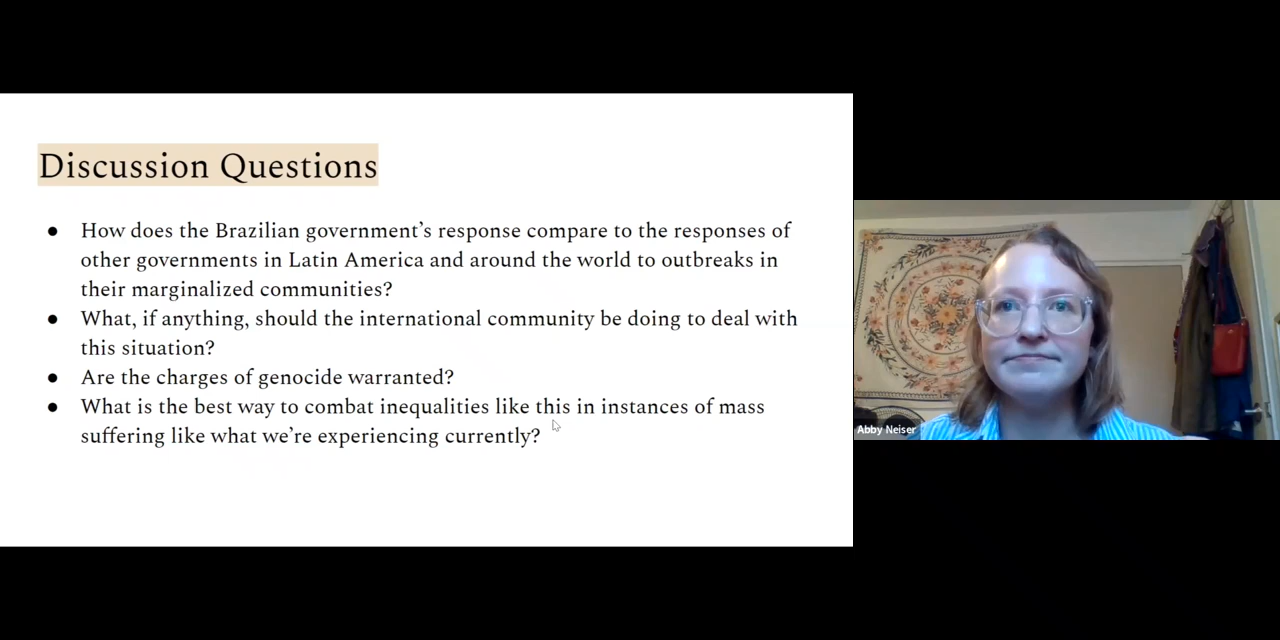 Discussion Questions
● How does the Brazilian government’s response compare to the responses of
other governments in Latin America and around the world to outbreaks in
their marginalized communities?
● What, if anything, should the international community be doing to deal with
this situation?
● Are the charges of genocide warranted?
● What is the best way to combat inequalities like this in instances of mass
suffering like what we’re experiencing currently?
Abby Neiser